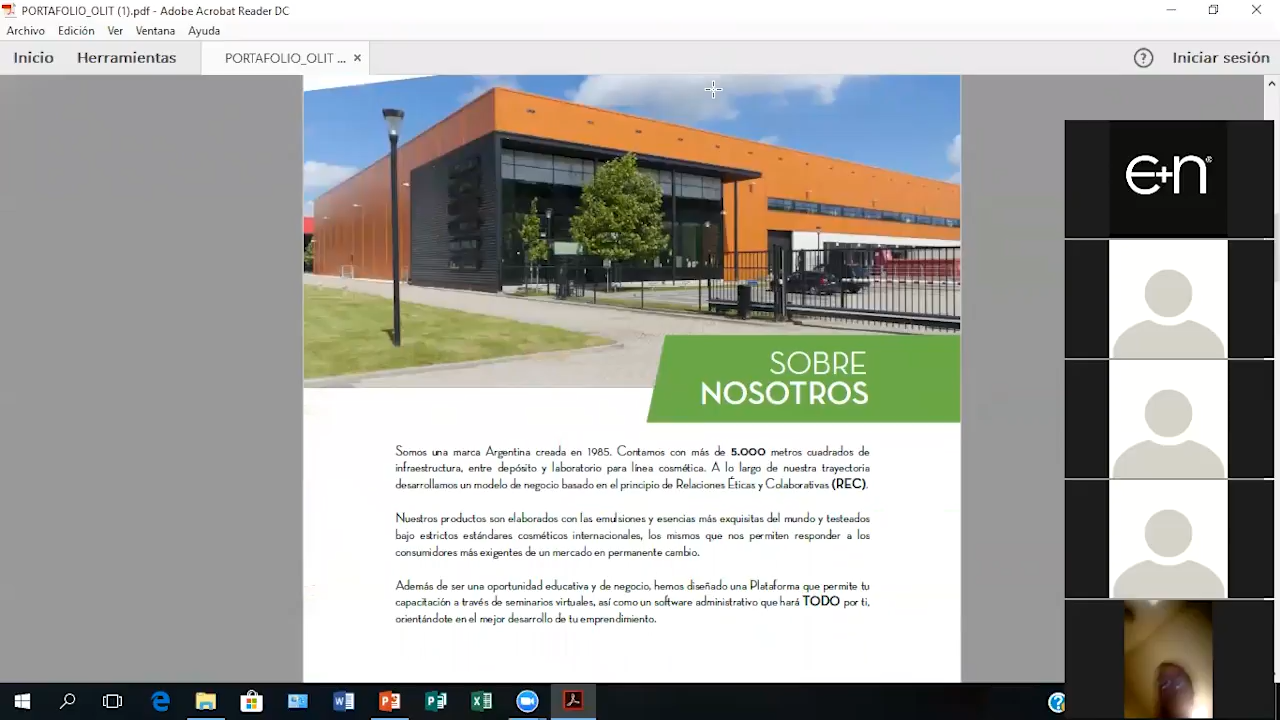 PORTAFOLIO_OLIT (1).pdf - Adobe Acrobat Reader DC
Archivo Edición Ver Ventana Ayuda
Inicio Herramientas PORTAFOLIO_OLIT ... × ? Iniciar sesión
e+n®
SOBRE
NOSOTROS
Somos una marca Argentina creada en 1985. Contamos con más de 5.000 metros cuadrados de
infraestructura, entre depósito y laboratorio para línea cosmética. A lo largo de nuestra trayectoria
desarrollamos un modelo de negocio basado en el principio de Relaciones Éticas y Colaborativas (REC).
Nuestros productos son elaborados con las emulsiones y esencias más exquisitas del mundo y testeados
bajo estrictos estándares cosméticos internacionales, los mismos que nos permiten responder a los
consumidores más exigentes de un mercado en permanente cambio.
Además de ser una oportunidad educativa y de negocio, hemos diseñado una Plataforma que permite tu
capacitación a través de seminarios virtuales, así como un software administrativo que hará TODO por ti,
orientándote en el mejor desarrollo de tu emprendimiento.